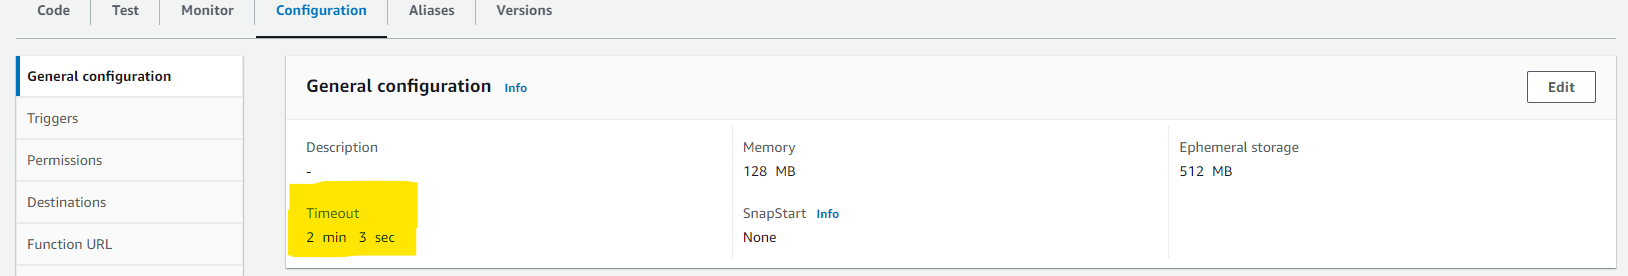 Code Test Monitor Configuration Aliases Versions
General configuration
Triggers
Permissions
Destinations
Function URL
General configuration Info
Edit
Description
-
Memory
128 MB
Ephemeral storage
512 MB
Timeout
2 min 3 sec
SnapStart Info
None